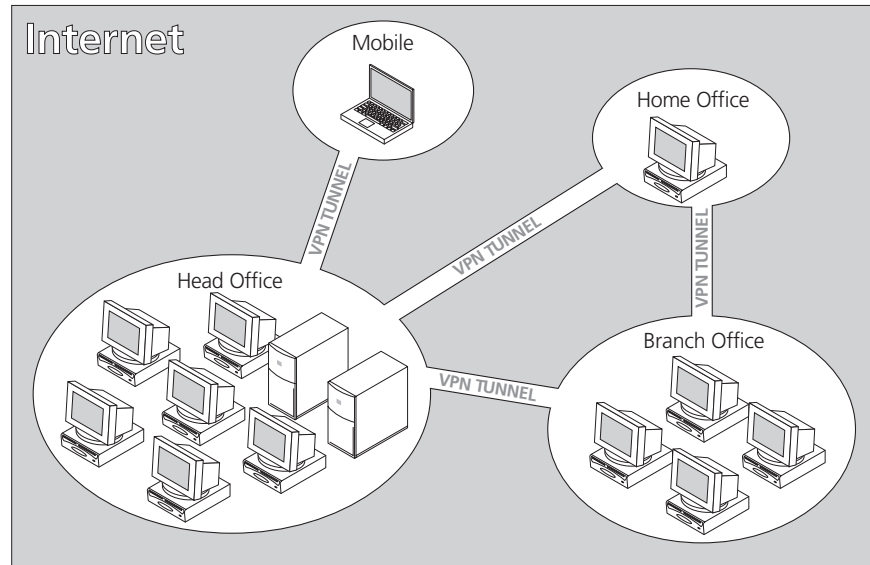 Internet
Mobile
Home Office
VPN TUNNEL
VPN TUNNEL
VPN TUNNEL
Head Office
Branch Office
VPN TUNNEL